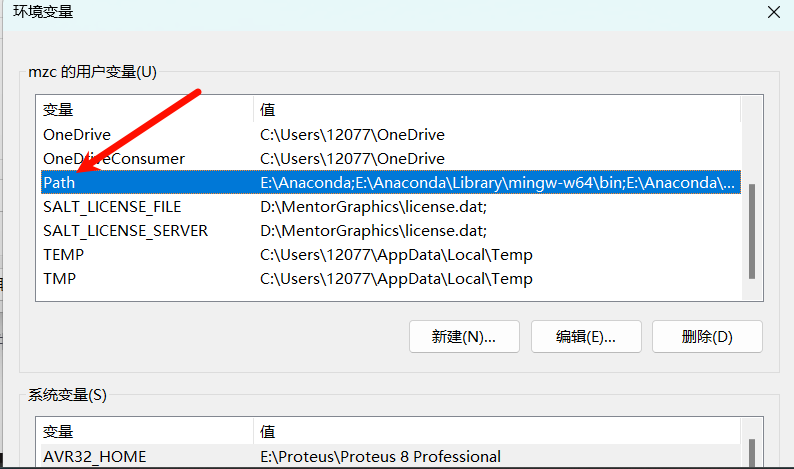 环境变量
mzc 的用户变量(U)
变量 值
OneDrive C:\Users\12077\OneDrive
OneDriveConsumer C:\Users\12077\OneDrive
Path E:\Anaconda;E:\Anaconda\Library\mingw-w64\bin;E:\Anaconda\...
SALT_LICENSE_FILE D:\MentorGraphics\license.dat;
SALT_LICENSE_SERVER D:\MentorGraphics\license.dat;
TEMP C:\Users\12077\AppData\Local\Temp
TMP C:\Users\12077\AppData\Local\Temp
新建(N)... 编辑(E)... 删除(D)
系统变量(S)
变量 值
AVR32_HOME E:\Proteus\Proteus 8 Professional